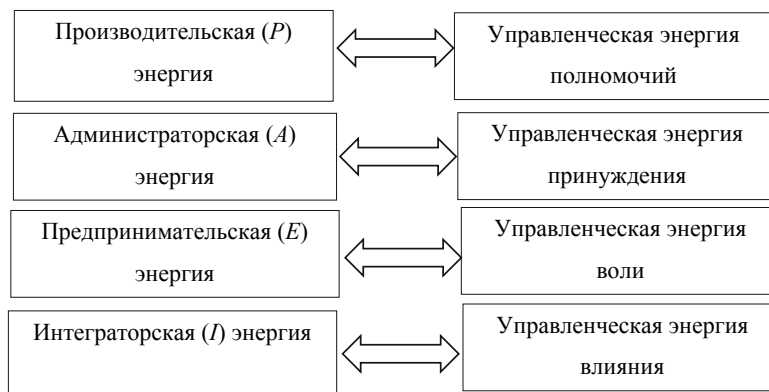 Производительская (P)
энергия
Управленческая энергия
полномочий
Администраторская (A)
энергия
Управленческая энергия
принуждения
Предпринимательская (E)
энергия
Управленческая энергия
воли
Интеграторская (I) энергия
Управленческая энергия
влияния